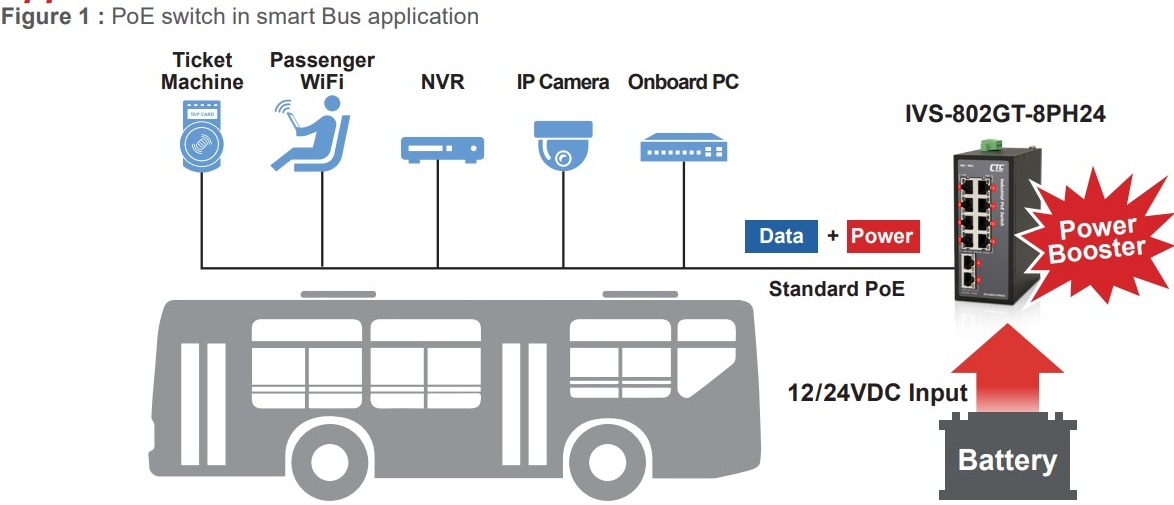 Figure 1 : PoE switch in smart Bus application
Ticket
Machine
Passenger
WiFi
NVR
IP Camera
Onboard PC
TAP CARD
IVS-802GT-8PH24
CTC
Industrial PoE Switch
Power
Booster
Data + Power
Standard PoE
12/24VDC Input
Battery